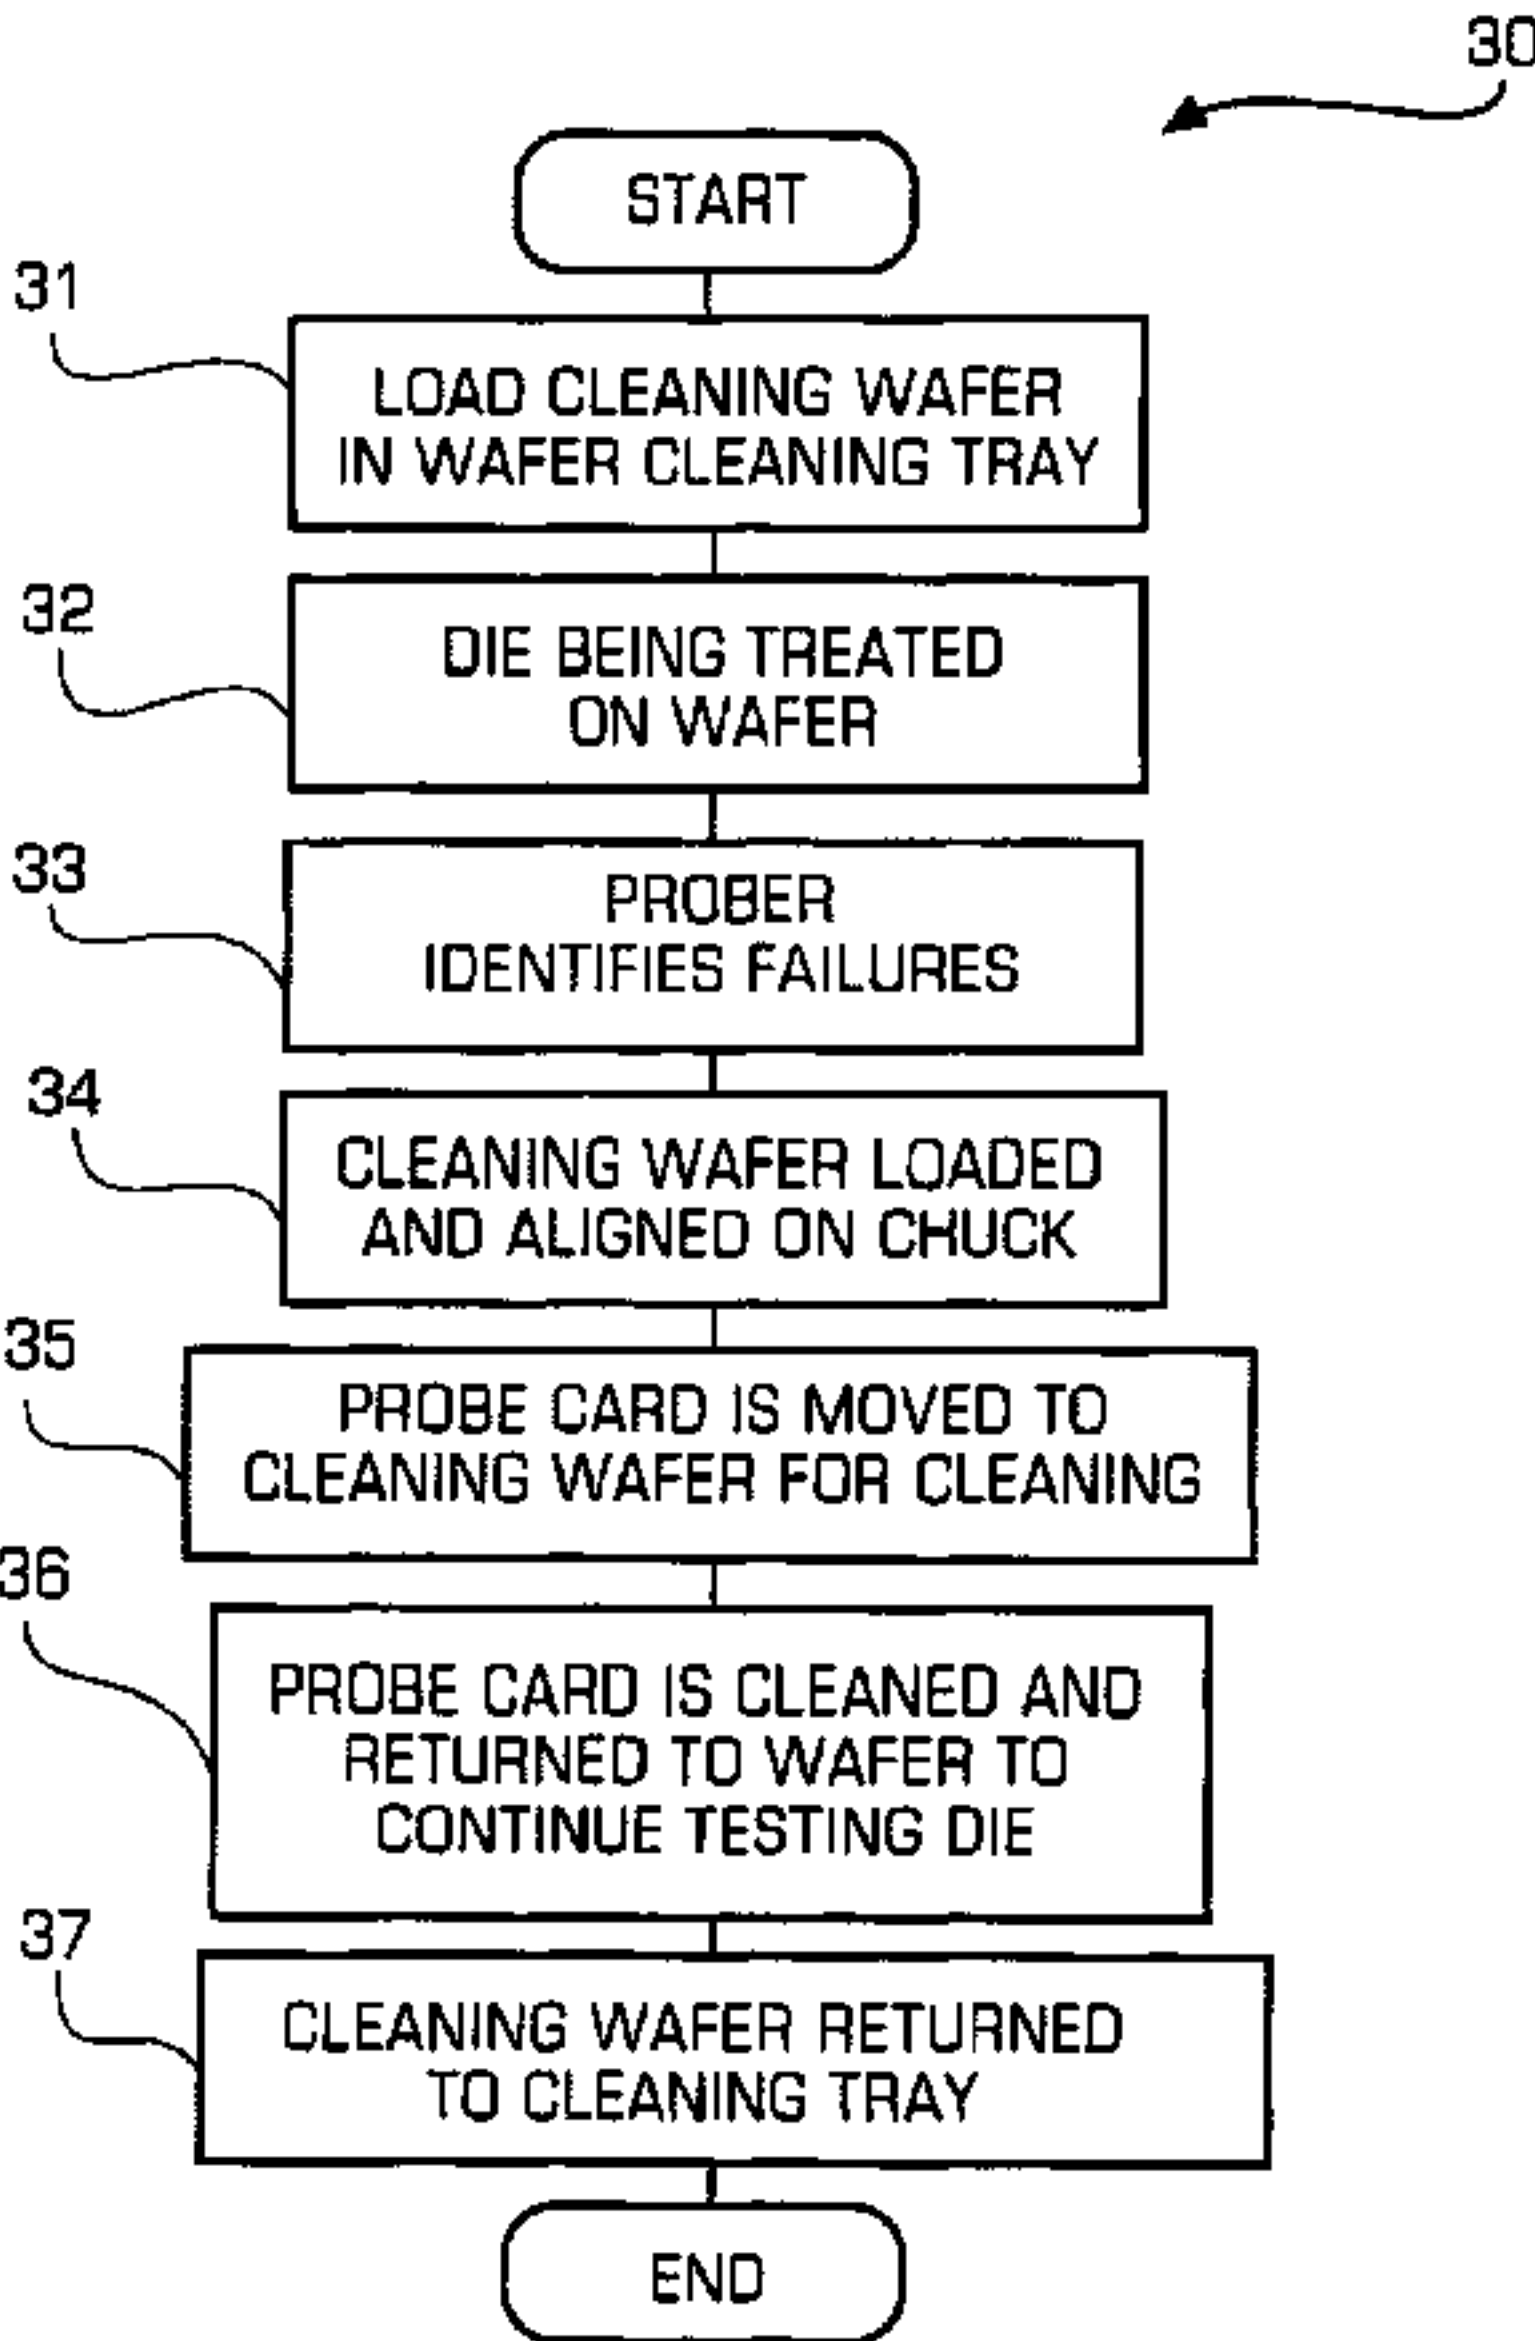 30
START
31
LOAD CLEANING WAFER
IN WAFER CLEANING TRAY
32
DIE BEING TREATED
ON WAFER
33
PROBER
IDENTIFIES FAILURES
34
CLEANING WAFER LOADED
AND ALIGNED ON CHUCK
35
PROBE CARD IS MOVED TO
CLEANING WAFER FOR CLEANING
36
PROBE CARD IS CLEANED AND
RETURNED TO WAFER TO
CONTINUE TESTING DIE
37
CLEANING WAFER RETURNED
TO CLEANING TRAY
END